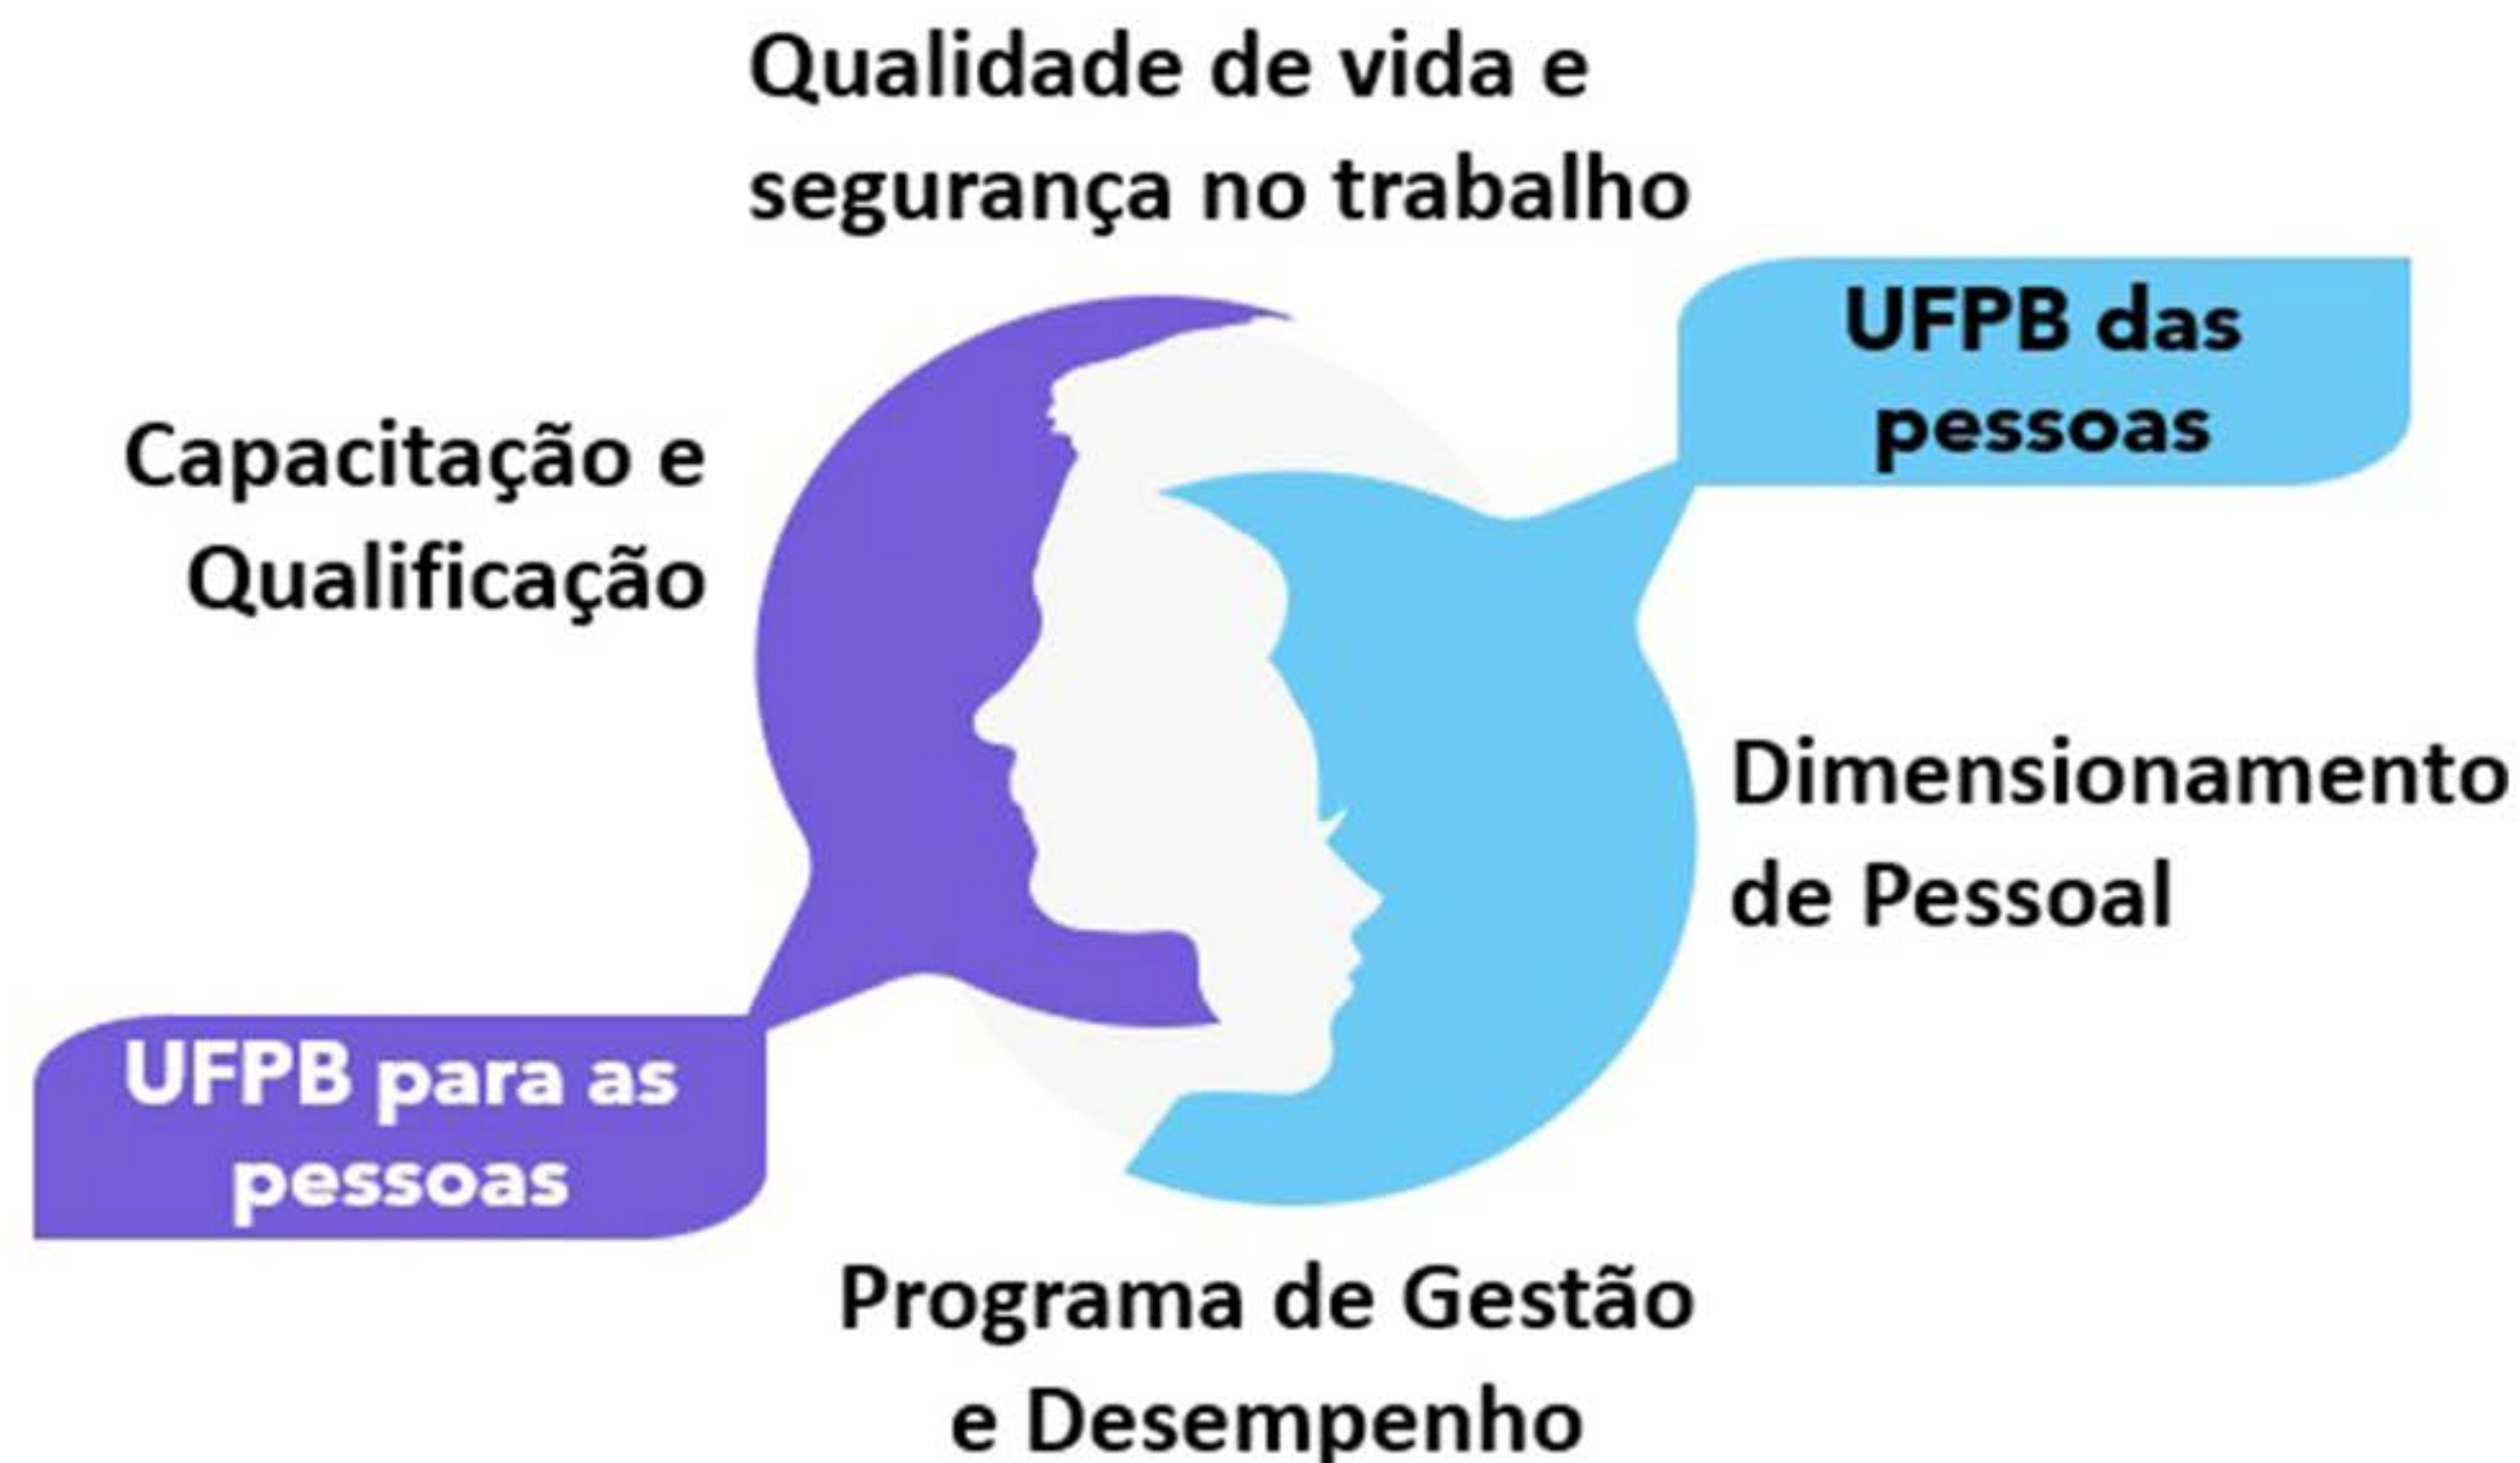 Qualidade de vida e
segurança no trabalho
UFPB das
pessoas
Capacitação e
Qualificação
Dimensionamento
de Pessoal
UFPB para as
pessoas
Programa de Gestão
e Desempenho